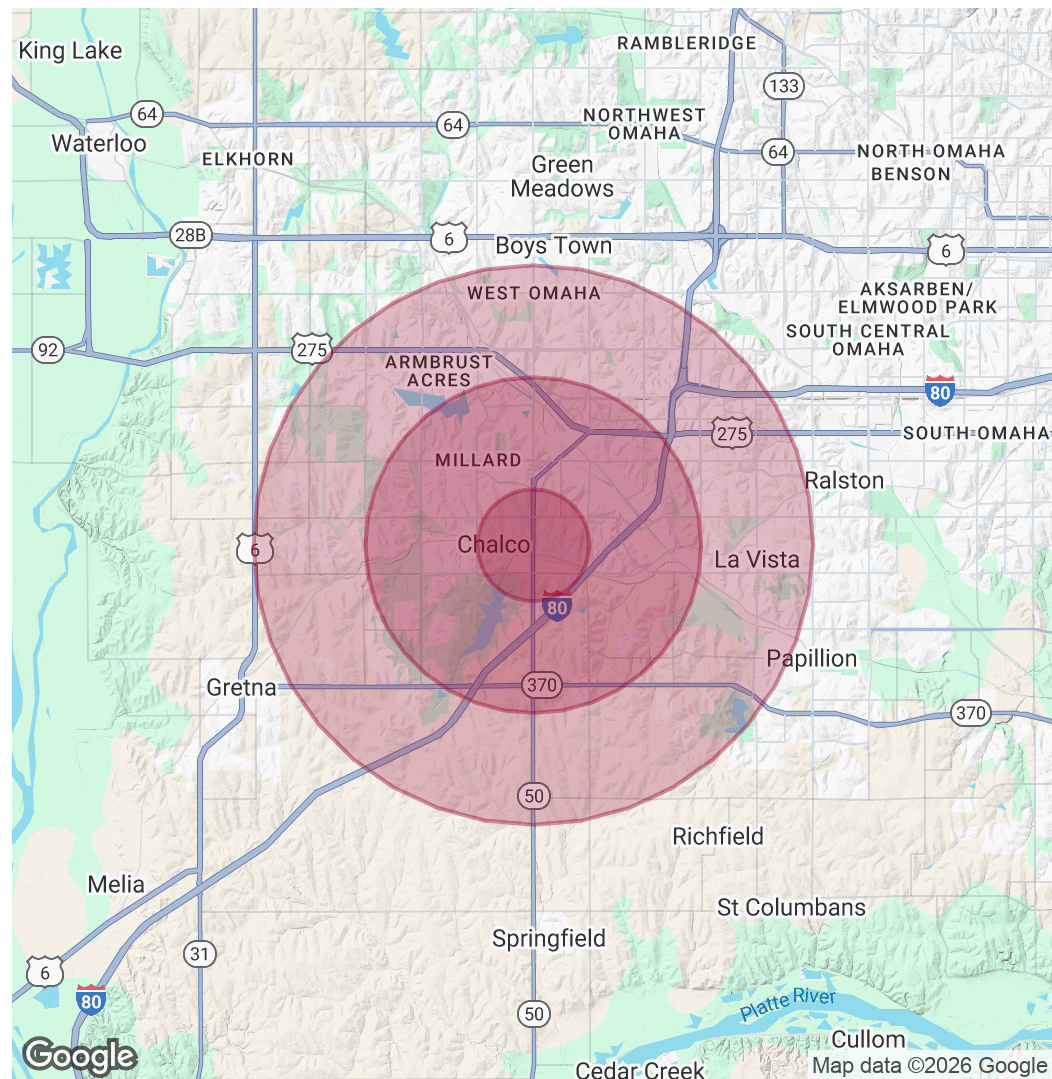 RAMBLERIDGE
King Lake
133
64
64
NORTHWEST
OMAHA
Waterloo
ELKHORN
64
NORTH OMAHA
Green
Meadows
BENSON
28B
6
Boys Town
6
WEST OMAHA
AKSARBEN/
ELMWOOD PARK
SOUTH CENTRAL
OMAHA
92
275
ARMBRUST
ACRES
80
275
SOUTH OMAHA
MILLARD
Ralston
6
Chalco
La Vista
80
Papillion
Gretna
370
370
50
Richfield
Melia
St Columbans
Springfield
31
6
80
Platte River
50
Cullom
Google
Cedar Creek
Map data ©2026 Google